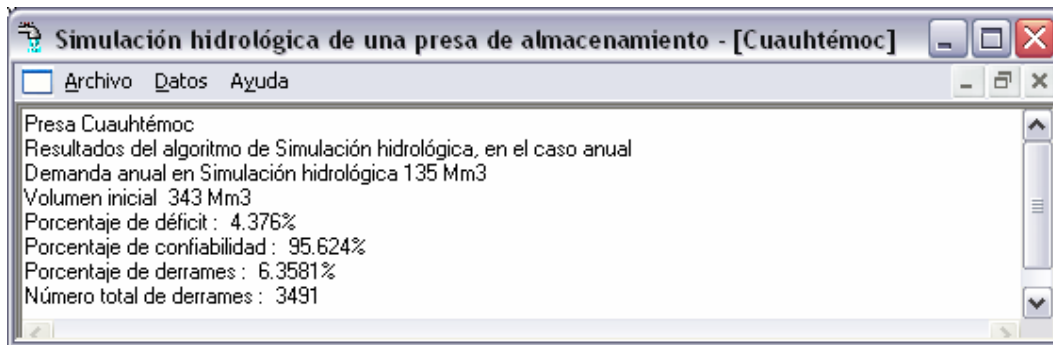 Simulación hidrológica de una presa de almacenamiento - [Cuauhtémoc]
Archivo Datos Ayuda
Presa Cuauhtémoc
Resultados del algoritmo de Simulación hidrológica, en el caso anual
Demanda anual en Simulación hidrológica 135 Mm3
Volumen inicial 343 Mm3
Porcentaje de déficit : 4.376%
Porcentaje de confiabilidad : 95.624%
Porcentaje de derrames : 6.3581%
Número total de derrames : 3491